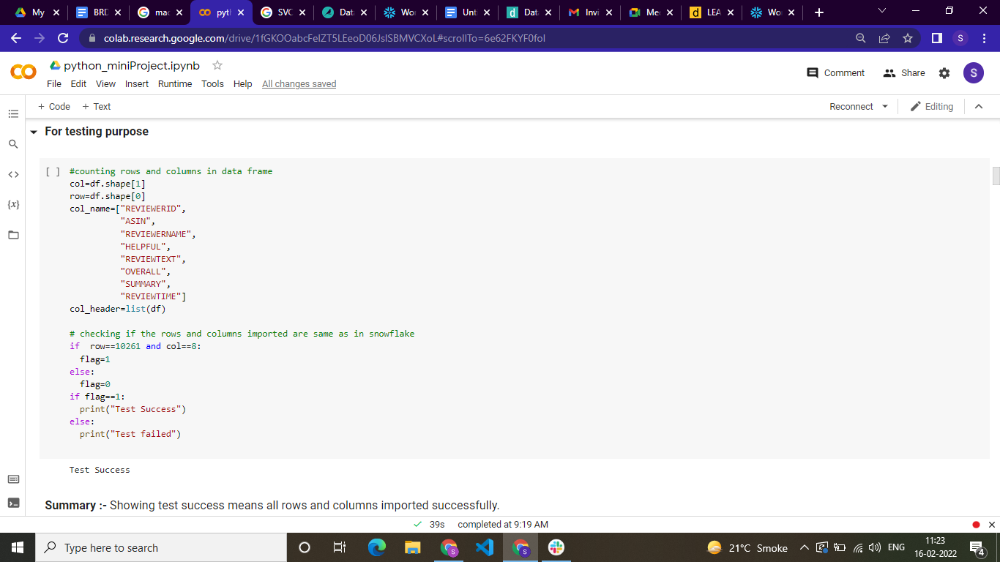 My
BRD
mac
pyth
SVC
Data
Wo
Unt
Data
Invi
Me
LEA
Wo
colab.research.google.com/drive/1fGKOOabcFeIZT5LEeoD06JsISBMVCXoL#scrollTo=6e62FKYF0foI
S
python_miniProject.ipynb
File Edit View Insert Runtime Tools Help All changes saved
Comment Share S
+ Code + Text
Reconnect Editing
For testing purpose
[ ] #counting rows and columns in data frame
col=df.shape[1]
row=df.shape[0]
col_name=["REVIEWERID",
"ASIN",
"REVIEWERNAME",
"HELPFUL",
"REVIEWTEXT",
"OVERALL",
"SUMMARY",
"REVIEWTIME"]
col_header=list(df)
# checking if the rows and columns imported are same as in snowflake
if  row==10261 and col==8:
flag=1
else:
flag=0
if flag==1:
print("Test Success")
else:
print("Test failed")
Test Success
Summary :- Showing test success means all rows and columns imported successfully.
39s completed at 9:19 AM
Type here to search
21°C Smoke
ENG
11:23
16-02-2022
4